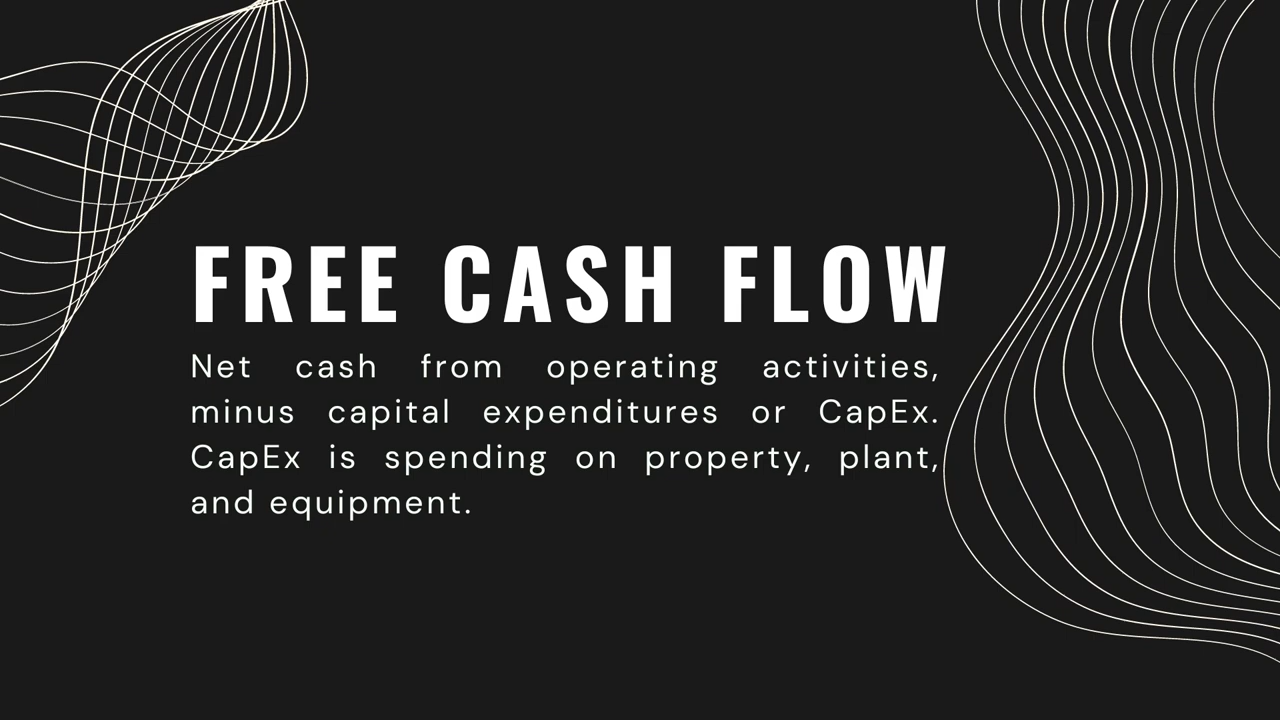 FREE CASH FLOW
Net cash from operating activities,
minus capital expenditures or CapEx.
CapEx is spending on property, plant,
and equipment.